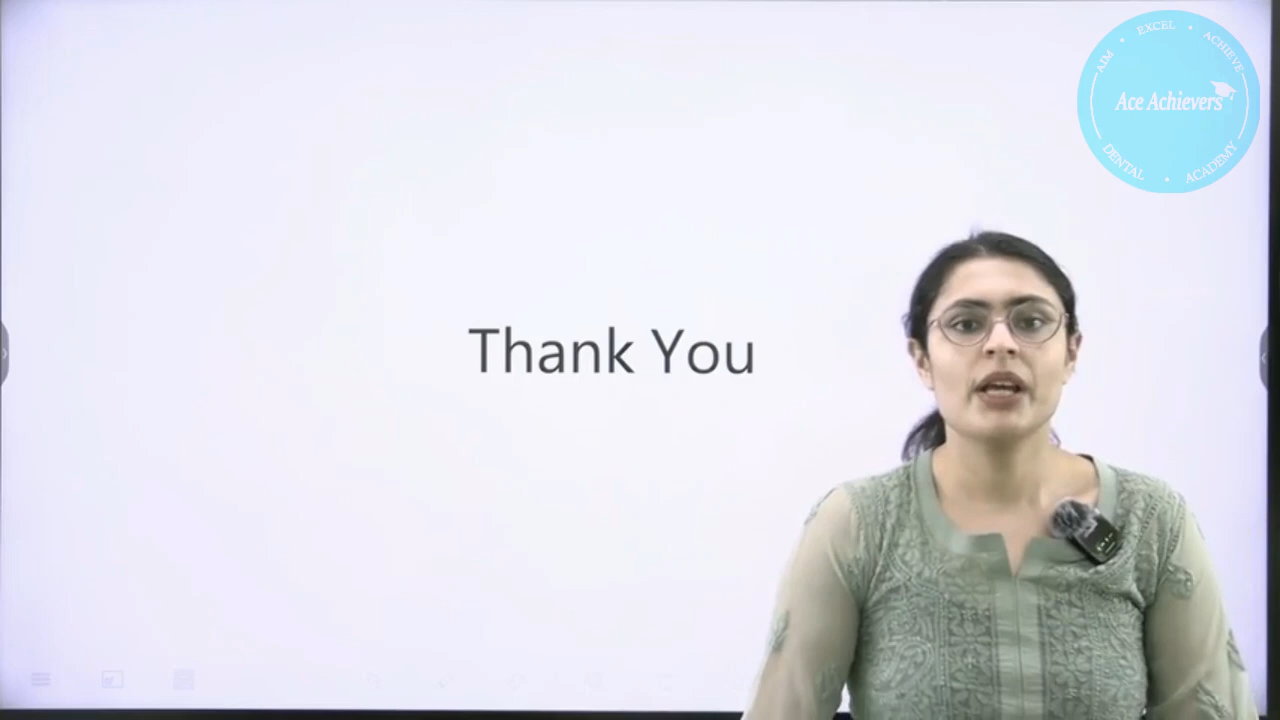 AIM • EXCEL • ACHIEVE
Ace Achievers
DENTAL • ACADEMY
Thank You